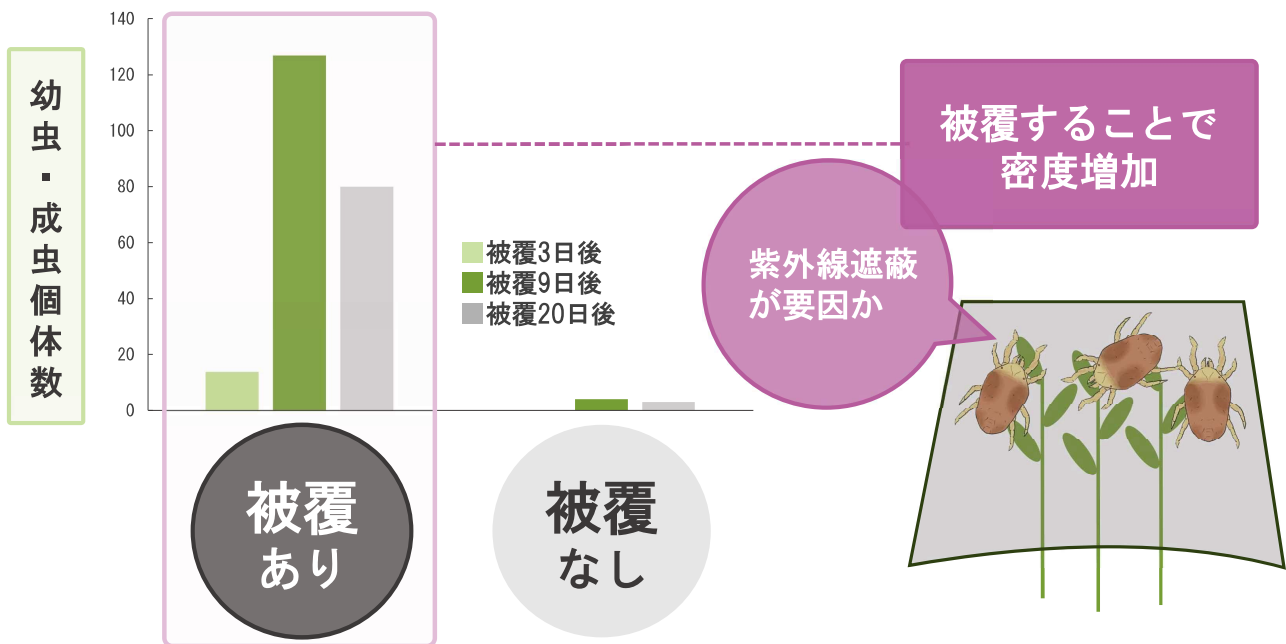 幼虫・成虫個体数
140
120
100
80
60
40
20
0
被覆3日後
被覆9日後
被覆20日後
被覆
あり
被覆
なし
被覆することで
密度増加
紫外線遮蔽
が要因か